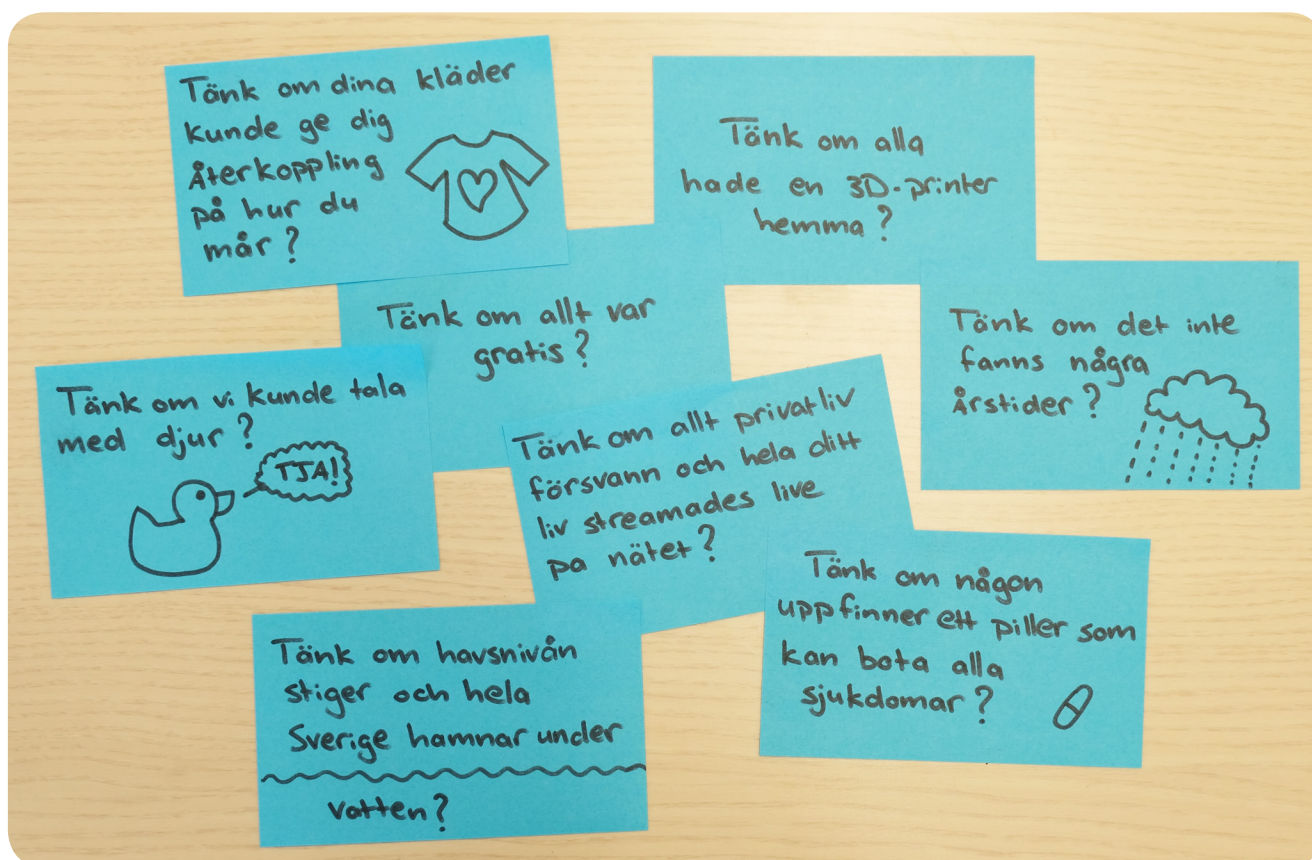 Tänk om dina kläder
kunde ge dig
återkoppling
på hur du
mår?
Tänk om alla
hade en 3D-printer
hemma?
Tänk om allt var
gratis?
Tänk om det inte
fanns några
årstider?
Tänk om vi kunde tala
med djur?
TJA!
Tänk om allt privatliv
försvann och hela ditt
liv streamades live
pa nätet?
Tänk om någon
uppfinner ett piller som
kan bota alla
sjukdomar?
Tänk om havsnivån
stiger och hela
Sverige hamnar under
vatten?